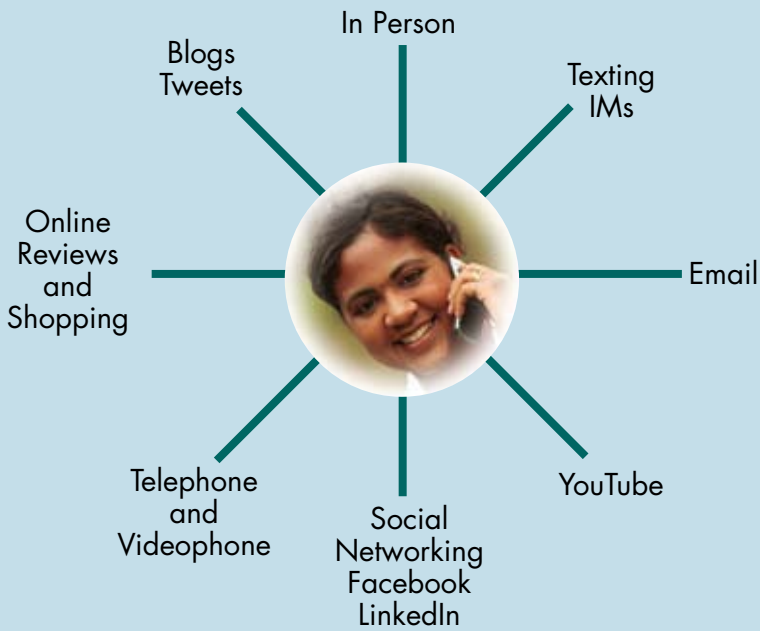 In Person
Texting
IMs
Email
YouTube
Social
Networking
Facebook
LinkedIn
Telephone
and
Videophone
Online
Reviews
and
Shopping
Blogs
Tweets